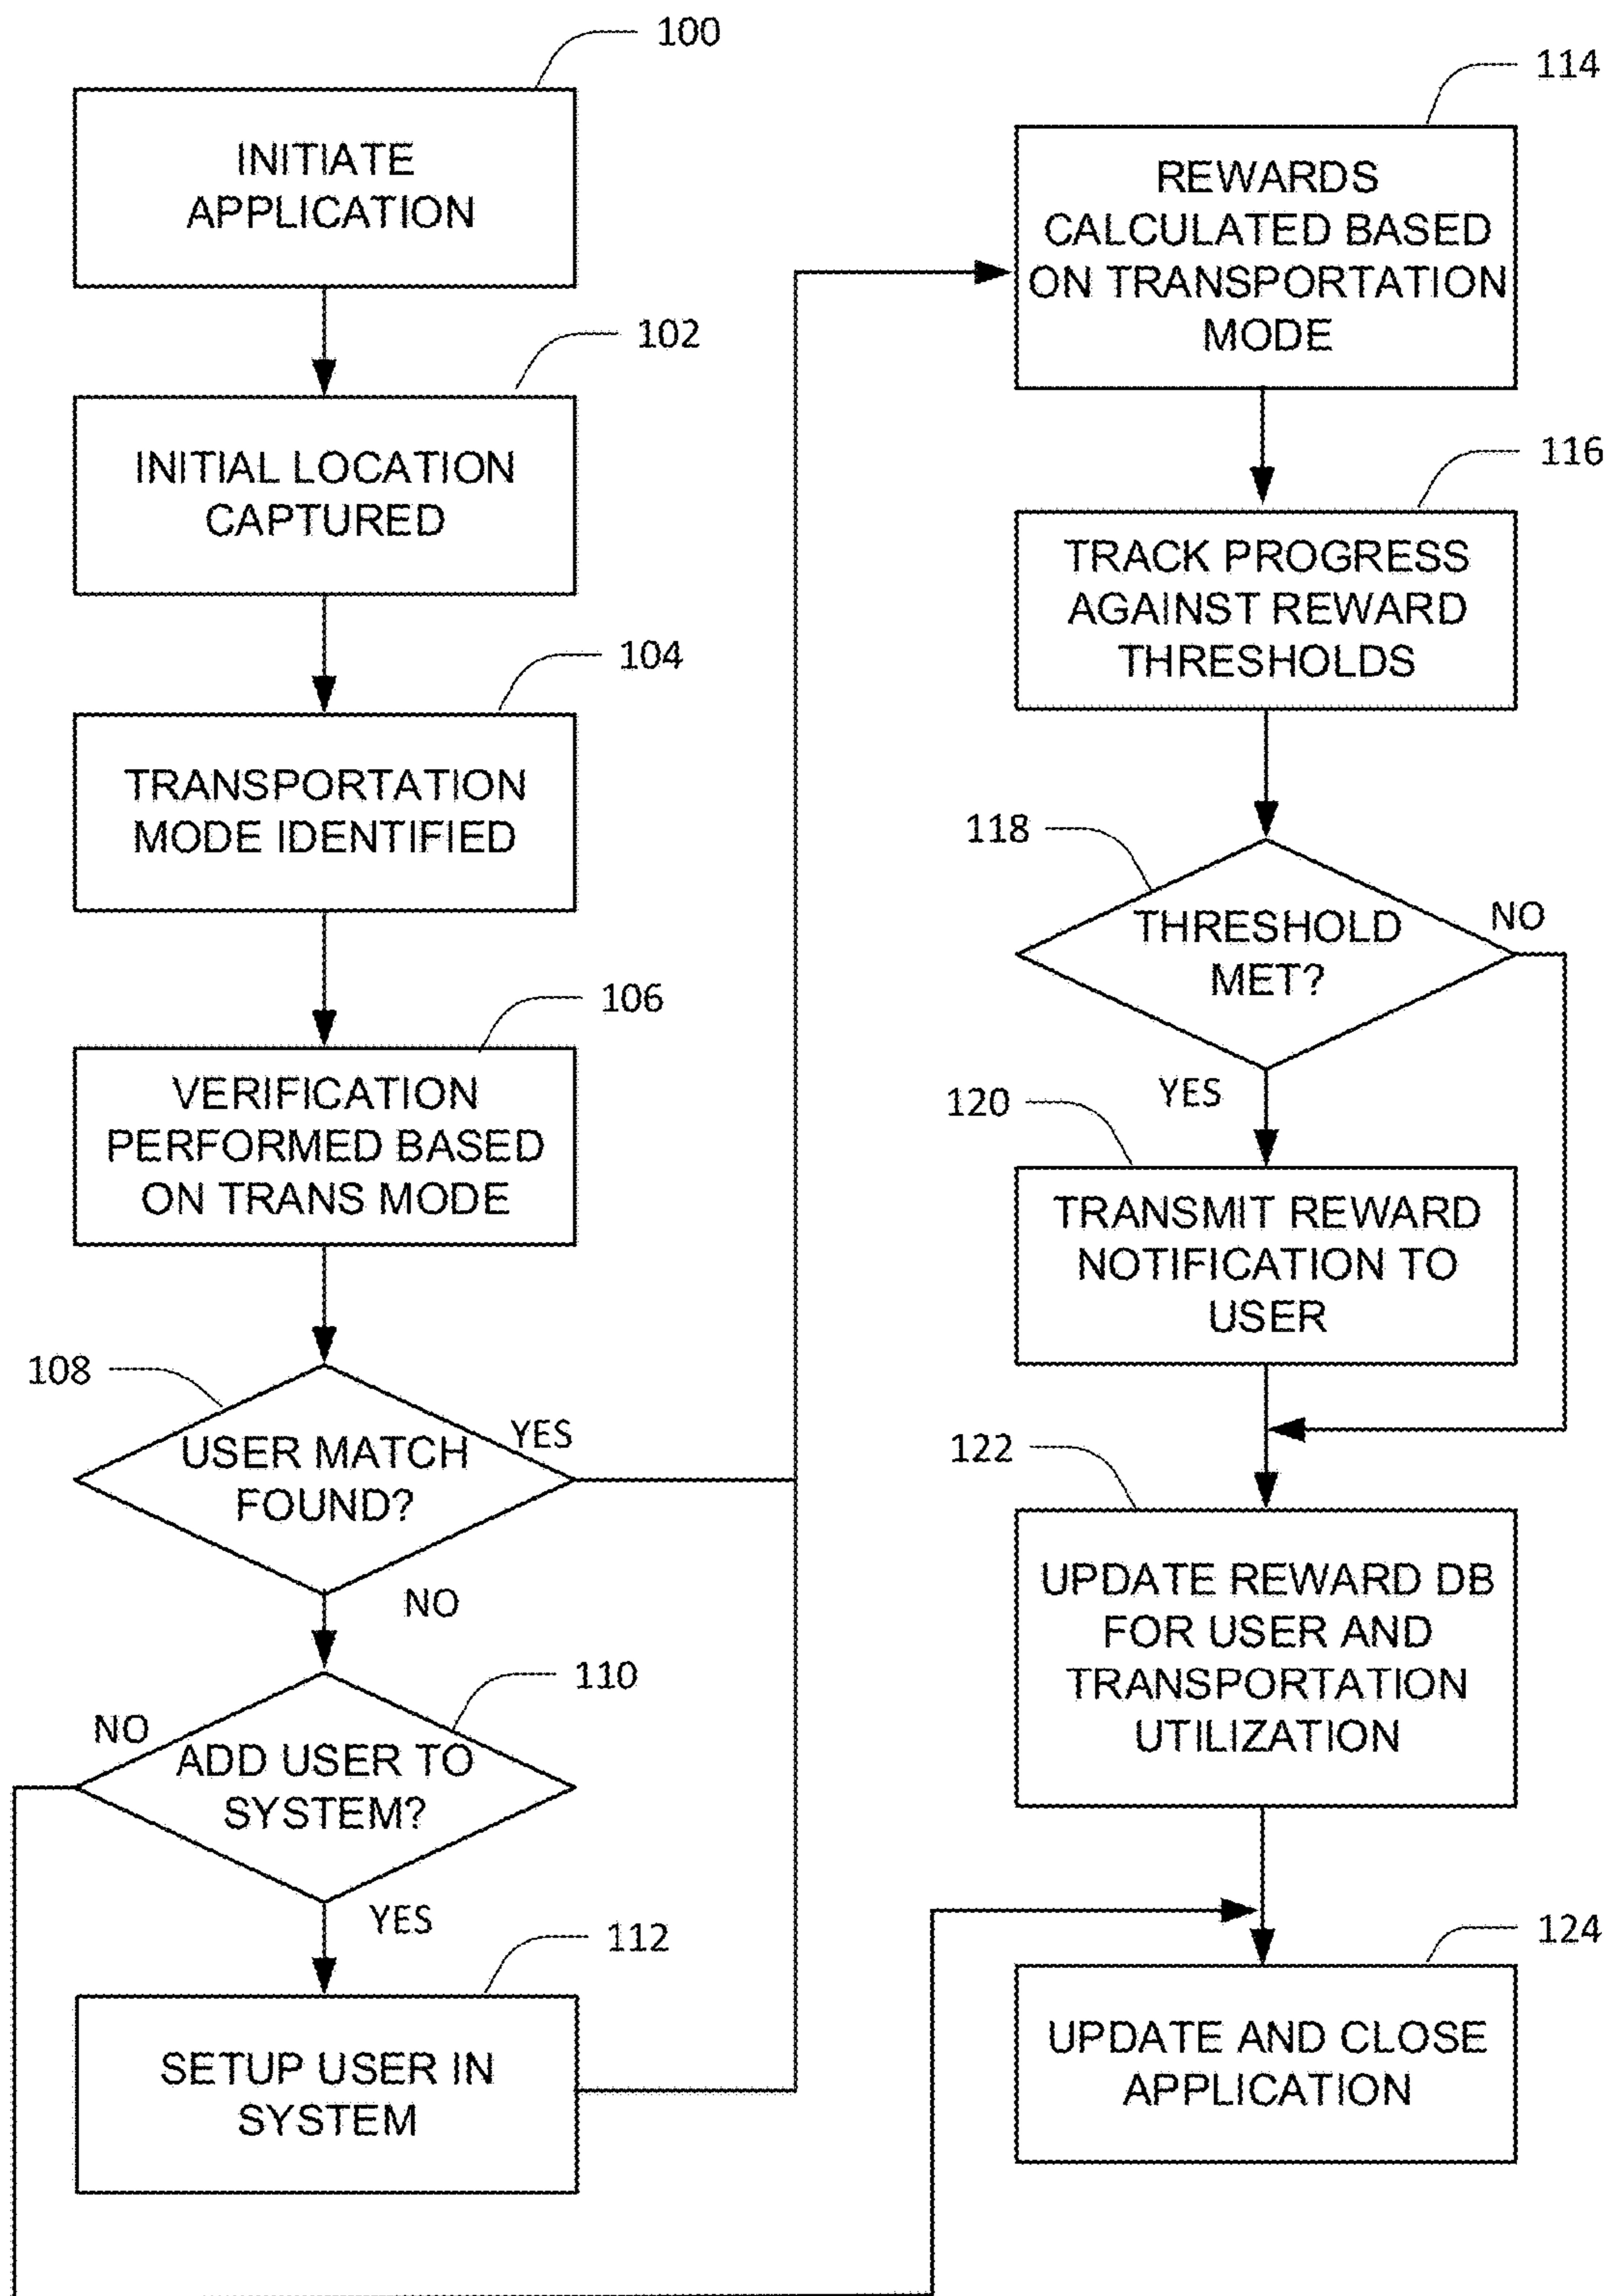 100
INITIATE
APPLICATION
102
INITIAL LOCATION
CAPTURED
104
TRANSPORTATION
MODE IDENTIFIED
106
VERIFICATION
PERFORMED BASED
ON TRANS MODE
108
USER MATCH
FOUND?
YES
NO
110
NO
ADD USER TO
SYSTEM?
YES
112
SETUP USER IN
SYSTEM
114
REWARDS
CALCULATED BASED
ON TRANSPORTATION
MODE
116
TRACK PROGRESS
AGAINST REWARD
THRESHOLDS
118
THRESHOLD
MET?
NO
YES
120
TRANSMIT REWARD
NOTIFICATION TO
USER
122
UPDATE REWARD DB
FOR USER AND
TRANSPORTATION
UTILIZATION
124
UPDATE AND CLOSE
APPLICATION